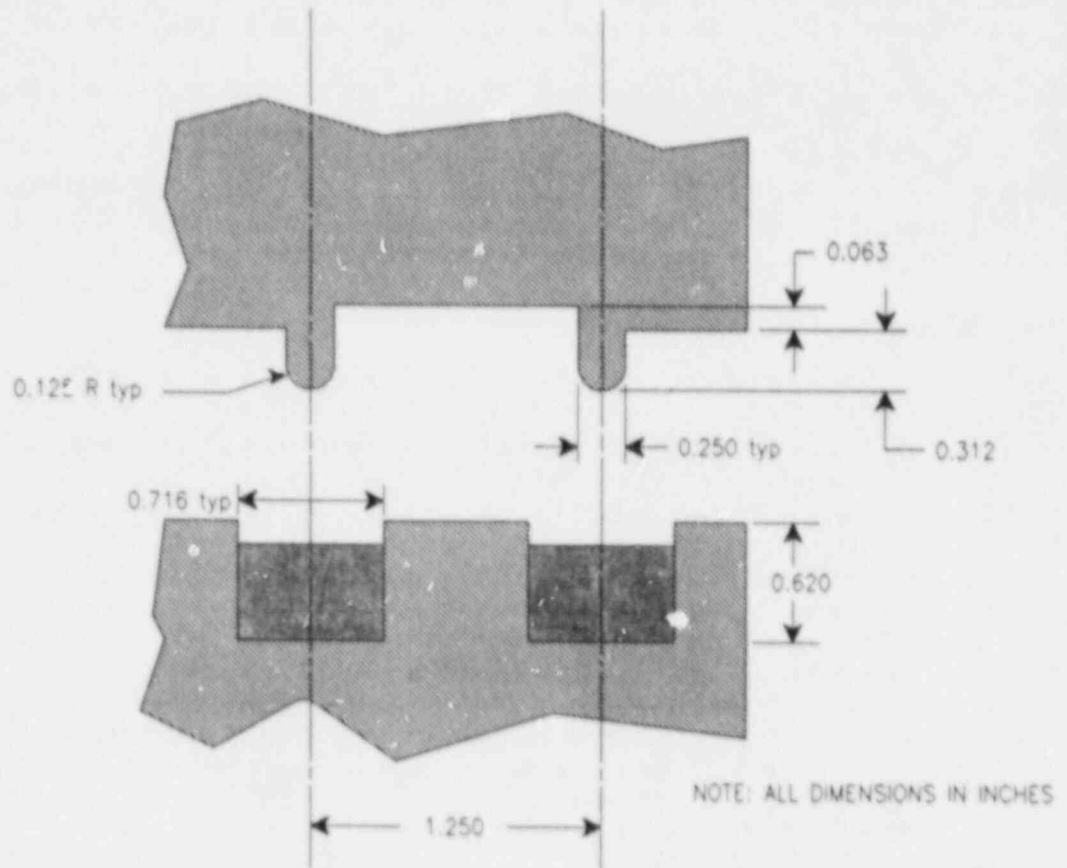 0.063
0.125 R typ
0.250 typ
0.312
0.716 typ
0.620
NOTE: ALL DIMENSIONS IN INCHES
1.250